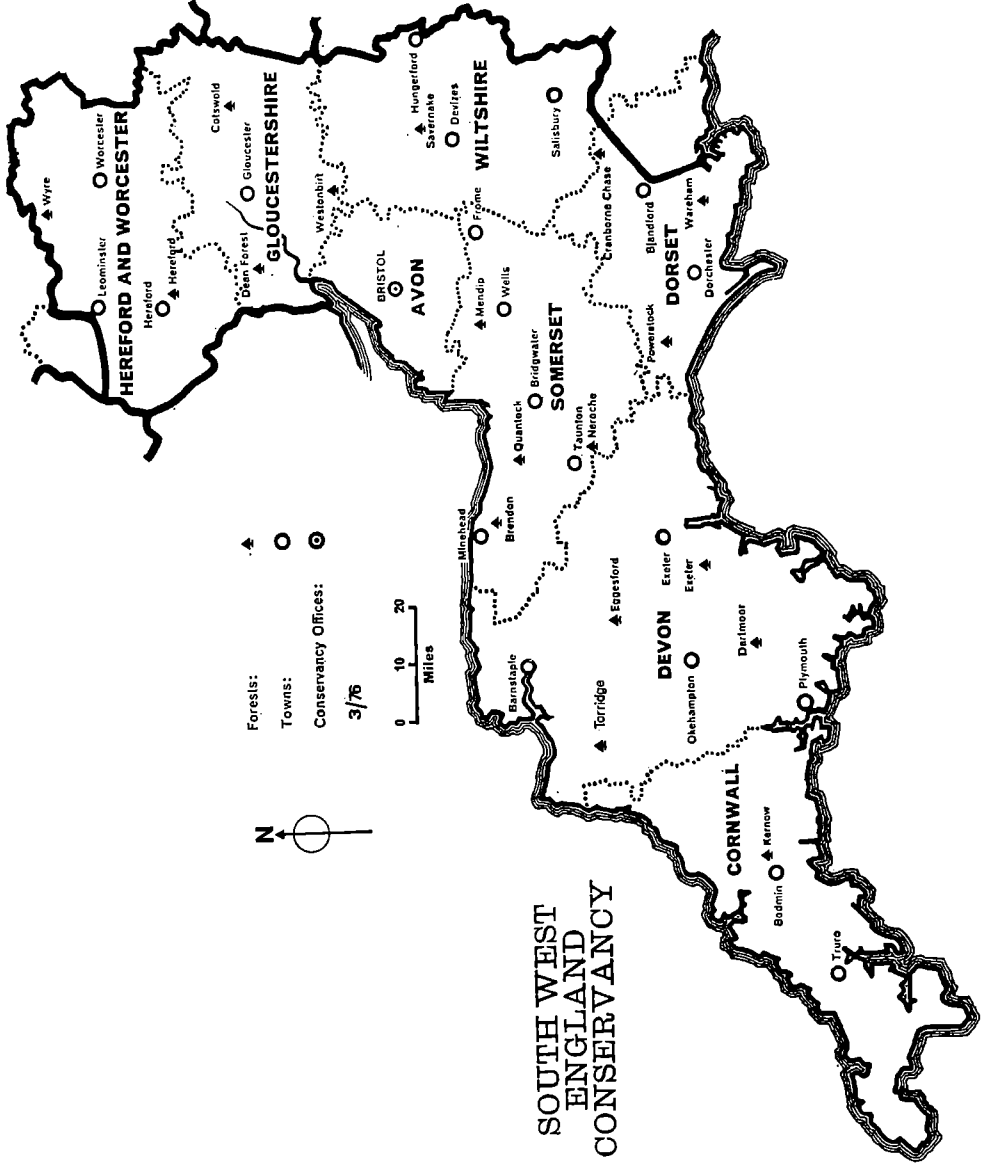 SOUTH WEST
ENGLAND
CONSERVANCY
N
Forests:
Towns:
Conservancy Offices:
3/76
0 10 20
Miles
Wyre
Leominster
Worcester
HEREFORD AND WORCESTER
Hereford
Hereford
Cotswold
Dean Forest
Gloucester
GLOUCESTERSHIRE
Westonbirt
BRISTOL
AVON
Hungerford
Savernake
Devizes
WILTSHIRE
Salisbury
Frome
Mendip
Wells
Bridgwater
SOMERSET
Quantock
Taunton
Neroche
Minehead
Brendon
Cranborne Chase
Blandford
Wareham
DORSET
Dorchester
Powerstock
Barnstaple
Eggesford
Torridge
DEVON
Exeter
Exeter
Okehampton
Dartmoor
Plymouth
CORNWALL
Kernow
Bodmin
Truro